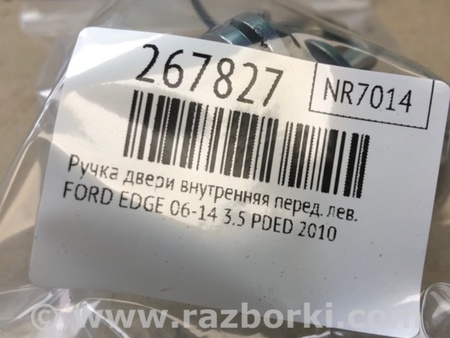 267827
NR7014
Ручка двери внутренняя перед. лев.
FORD EDGE 06-14 3.5 PDED 2010
© www.razborki.com